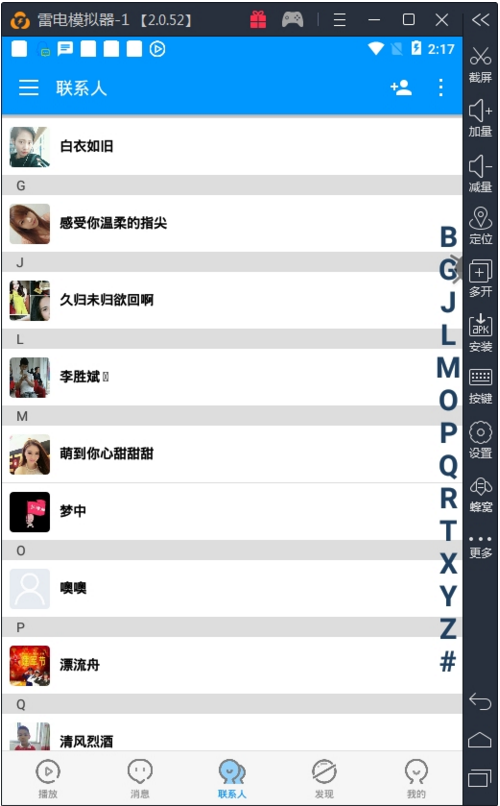 雷电模拟器-1 【2.0.52】
2:17
联系人
白衣如旧
G
感受你温柔的指尖
J
久归未归欲回啊
L
李胜斌
M
萌到你心甜甜甜
梦中
O
噢噢
P
漂流舟
Q
清风烈酒
B
G
J
L
M
O
P
Q
R
T
X
Y
Z
#
播放
消息
联系人
发现
我的
截屏
加量
减量
定位
多开
APK
安装
按键
设置
蜂窝
更多